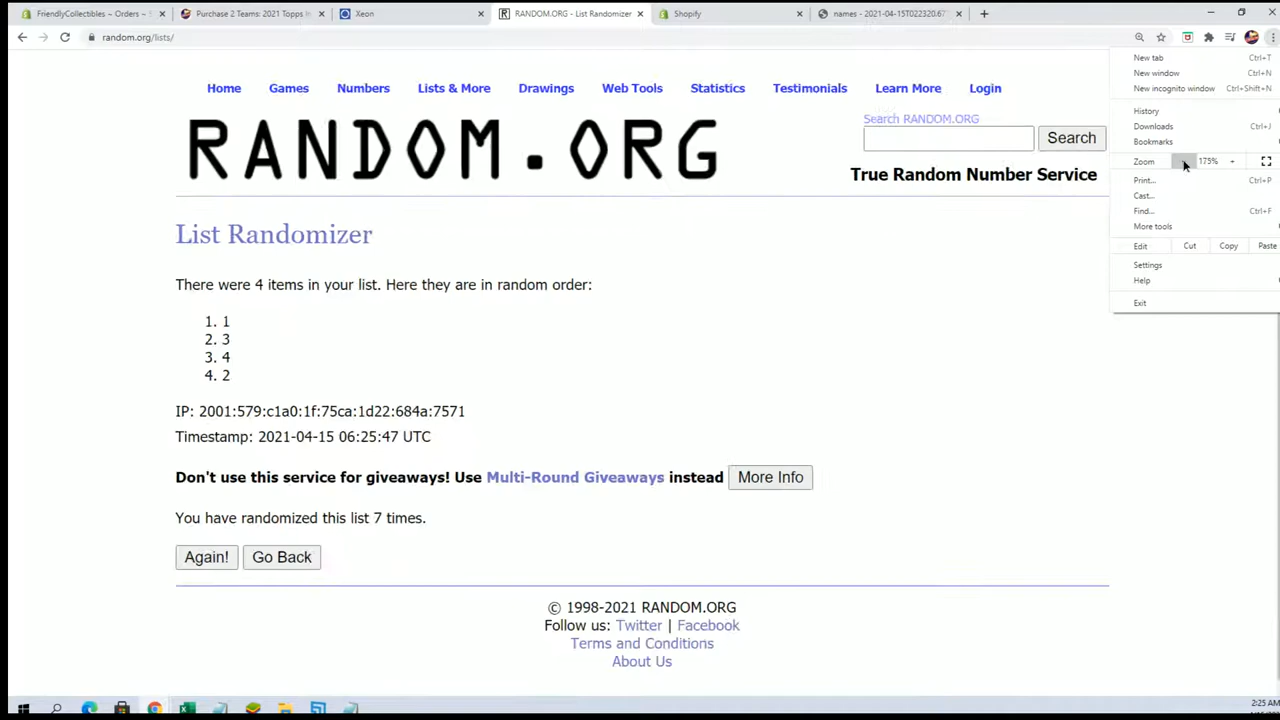 FriendlyCollectibles ~ Orders ~ S
Purchase 2 Teams: 2021 Topps It
Xeon
RANDOM.ORG - List Randomizer
Shopify
names - 2021-04-15T022320.67
random.org/lists/
New tab Ctrl+T
New window Ctrl+N
New incognito window Ctrl+Shift+N
History
Downloads Ctrl+J
Bookmarks
Zoom - 175% +
Print... Ctrl+P
Cast...
Find... Ctrl+F
More tools
Edit Cut Copy Paste
Settings
Help
Exit
Home Games Numbers Lists & More Drawings Web Tools Statistics Testimonials Learn More Login
RANDOM.ORG
Search RANDOM.ORG
Search
True Random Number Service
List Randomizer
There were 4 items in your list. Here they are in random order:
1. 1
2. 3
3. 4
4. 2
IP: 2001:579:c1a0:1f:75ca:1d22:684a:7571
Timestamp: 2021-04-15 06:25:47 UTC
Don't use this service for giveaways! Use Multi-Round Giveaways instead More Info
You have randomized this list 7 times.
Again! Go Back
© 1998-2021 RANDOM.ORG
Follow us: Twitter | Facebook
Terms and Conditions
About Us
2:25 AM